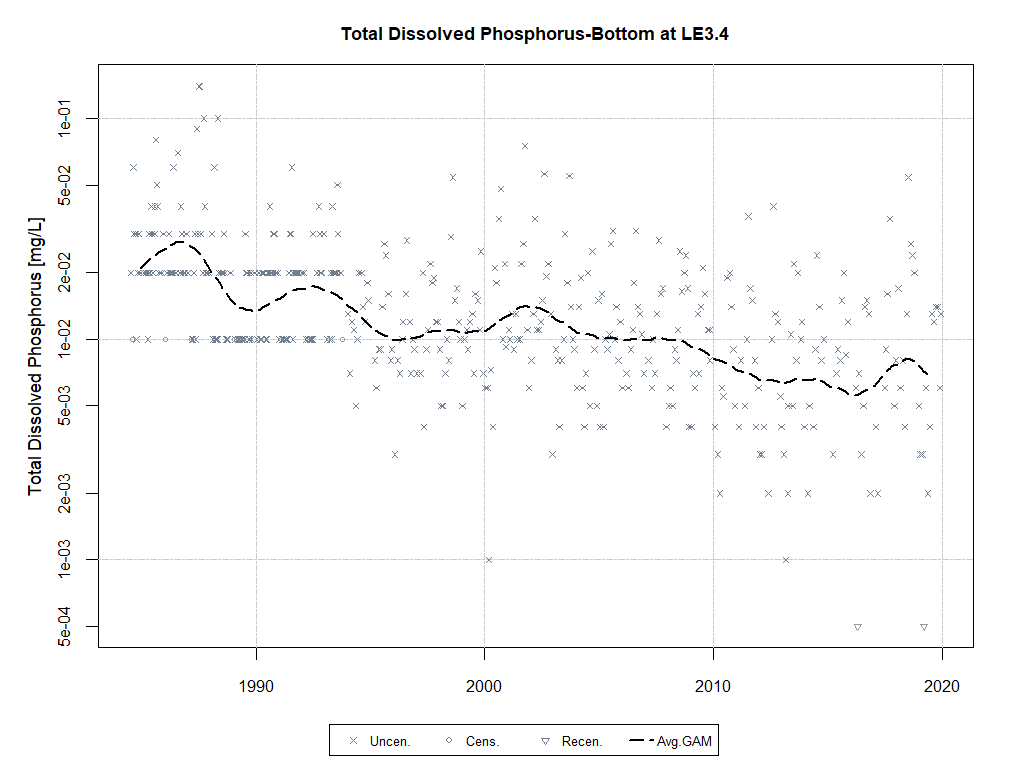 Total Dissolved Phosphorus-Bottom at LE3.4
Total Dissolved Phosphorus [mg/L]
1e-01
5e-02
2e-02
1e-02
5e-03
2e-03
1e-03
5e-04
1990 2000 2010 2020
Uncen. Cens. Recen. Avg.GAM